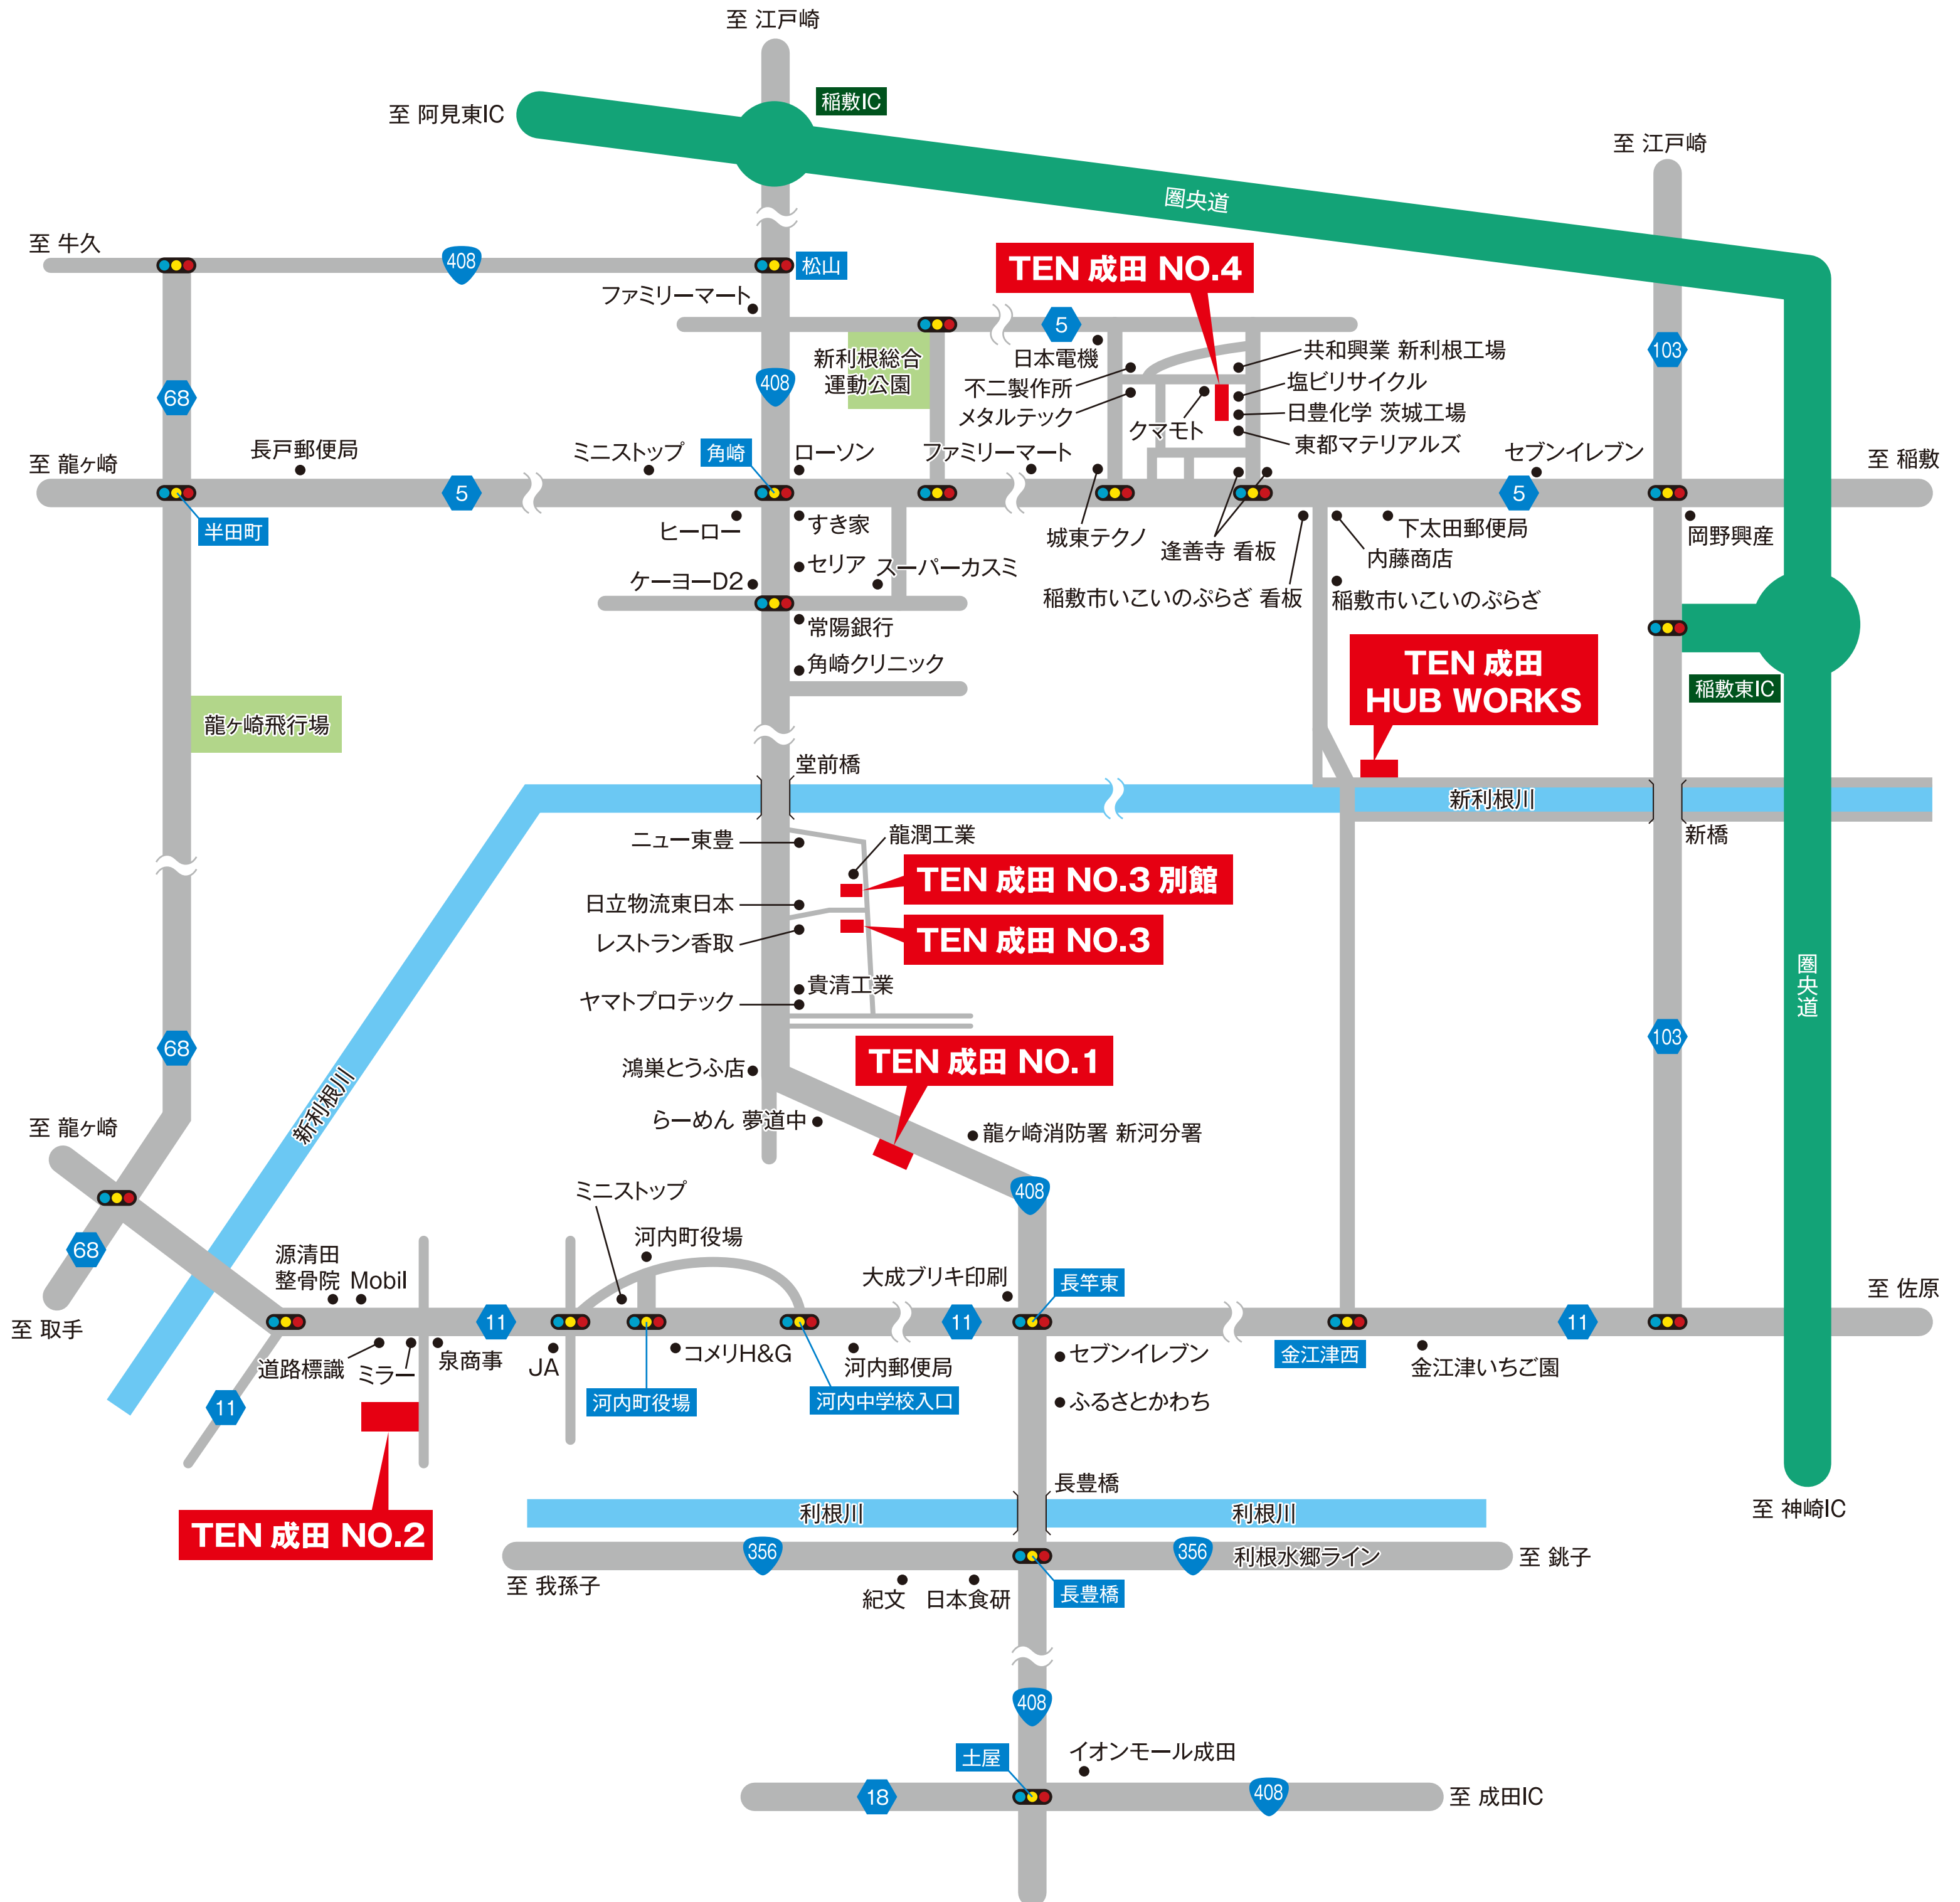 至 江戸崎
稲敷IC
至 阿見東IC
至 江戸崎
圏央道
至 牛久
408
松山
TEN 成田 NO.4
ファミリーマート
5
103
日本電機
共和興業 新利根工場
新利根総合
運動公園
408
不二製作所
塩ビリサイクル
68
メタルテック
日豊化学 茨城工場
クマモト
東都マテリアルズ
長戸郵便局
ミニストップ
角崎
ローソン
ファミリーマート
セブンイレブン
至 龍ヶ崎
至 稲敷
5
5
半田町
ヒーロー
すき家
城東テクノ
逢善寺 看板
下太田郵便局
岡野興産
内藤商店
セリア
スーパーカスミ
ケーヨーD2
稲敷市いこいのぷらざ 看板
稲敷市いこいのぷらざ
常陽銀行
角崎クリニック
TEN 成田
HUB WORKS
稲敷東IC
龍ヶ崎飛行場
堂前橋
新利根川
新橋
ニュー東豊
龍潤工業
TEN 成田 NO.3 別館
日立物流東日本
TEN 成田 NO.3
レストラン香取
圏央道
貴清工業
ヤマトプロテック
68
103
TEN 成田 NO.1
鴻巣とうふ店
新利根川
らーめん 夢道中
龍ヶ崎消防署 新河分署
至 龍ヶ崎
408
ミニストップ
68
源清田
整骨院
Mobil
河内町役場
大成ブリキ印刷
長竿東
至 佐原
至 取手
11
11
11
道路標識
ミラー
泉商事
JA
コメリH&G
河内郵便局
セブンイレブン
金江津西
金江津いちご園
11
河内町役場
河内中学校入口
ふるさとかわち
TEN 成田 NO.2
長豊橋
利根川
利根川
至 神崎IC
356
356
利根水郷ライン
至 銚子
至 我孫子
紀文
日本食研
長豊橋
408
土屋
イオンモール成田
18
408
至 成田IC